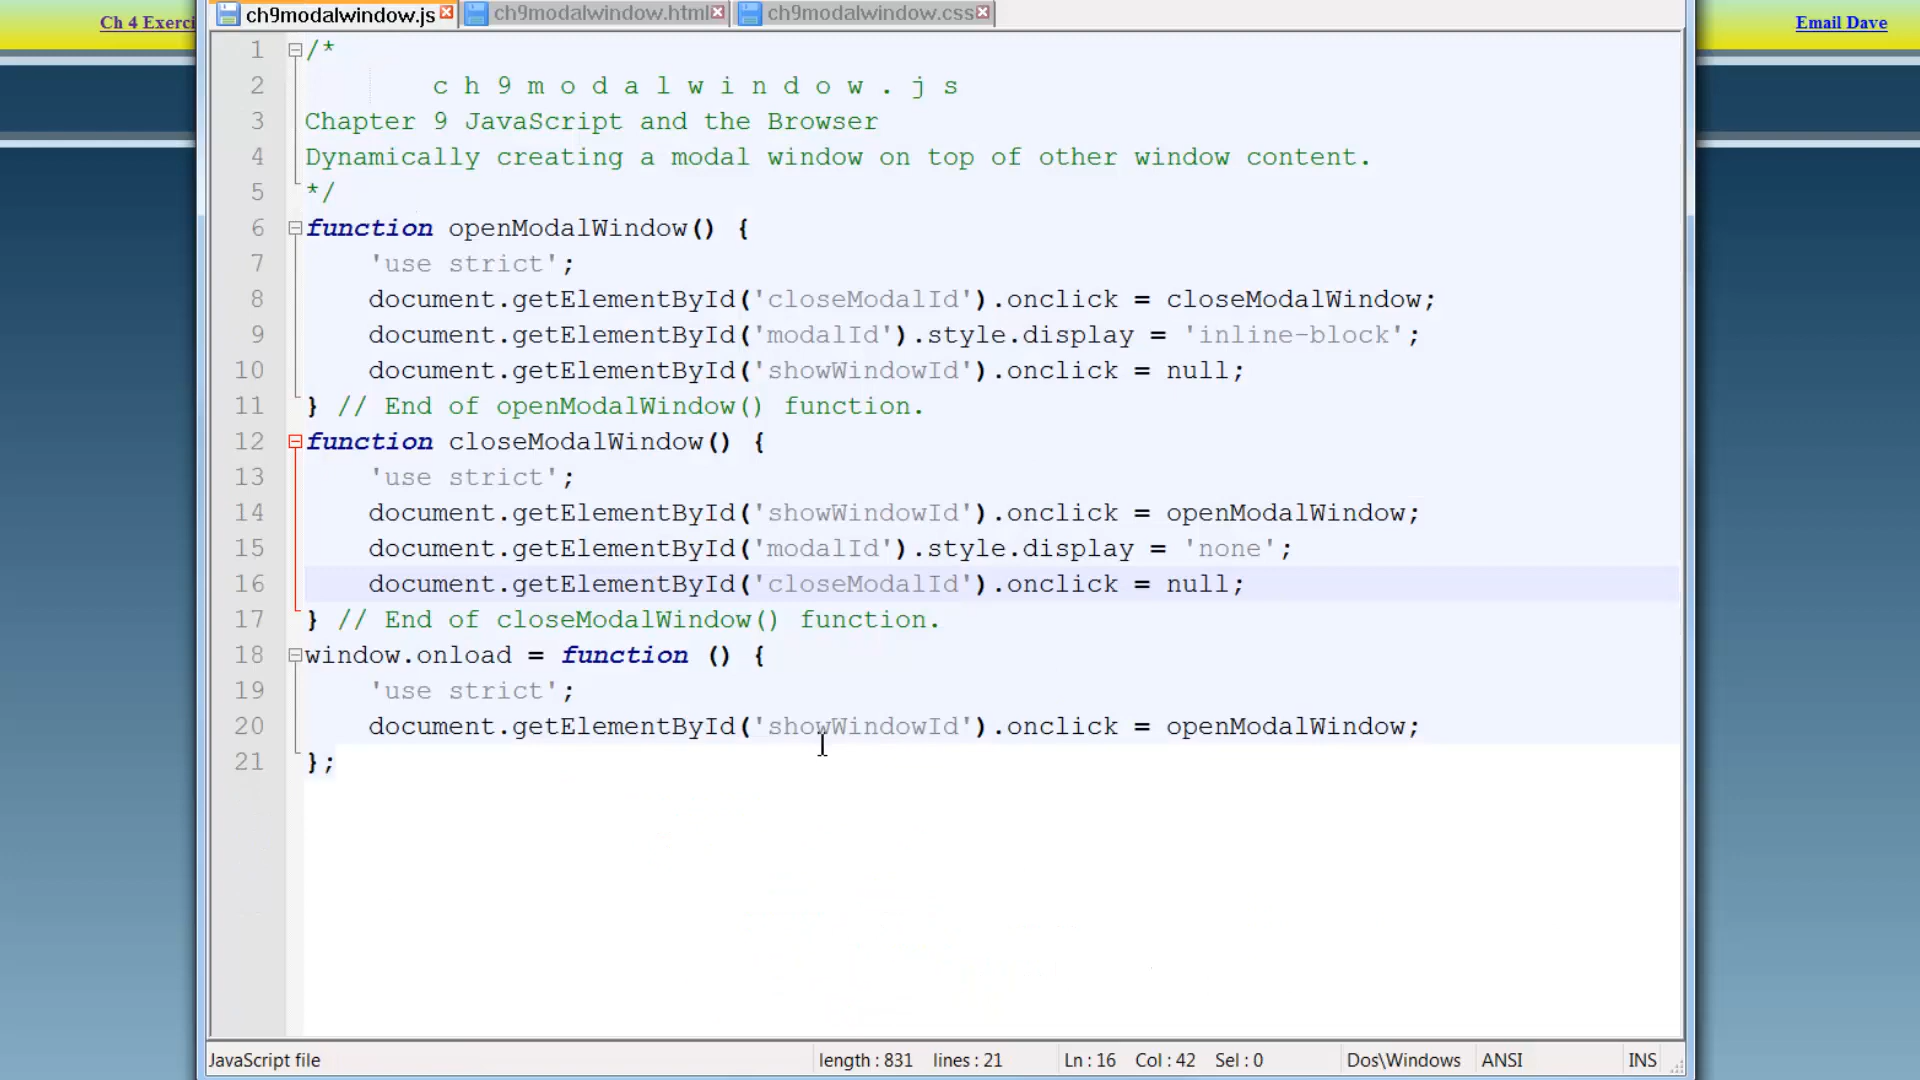 Ch 4 Exerci
Email Dave
ch9modalwindow.js
ch9modalwindow.html
ch9modalwindow.css
1 /*
2 c h 9 m o d a l w i n d o w . j s
3 Chapter 9 JavaScript and the Browser
4 Dynamically creating a modal window on top of other window content.
5 */
6 function openModalWindow() {
7 'use strict';
8 document.getElementById('closeModalId').onclick = closeModalWindow;
9 document.getElementById('modalId').style.display = 'inline-block';
10 document.getElementById('showWindowId').onclick = null;
11 } // End of openModalWindow() function.
12 function closeModalWindow() {
13 'use strict';
14 document.getElementById('showWindowId').onclick = openModalWindow;
15 document.getElementById('modalId').style.display = 'none';
16 document.getElementById('closeModalId').onclick = null;
17 } // End of closeModalWindow() function.
18 window.onload = function () {
19 'use strict';
20 document.getElementById('showWindowId').onclick = openModalWindow;
21 };
JavaScript file length : 831 lines : 21 Ln : 16 Col : 42 Sel : 0 Dos\Windows ANSI INS